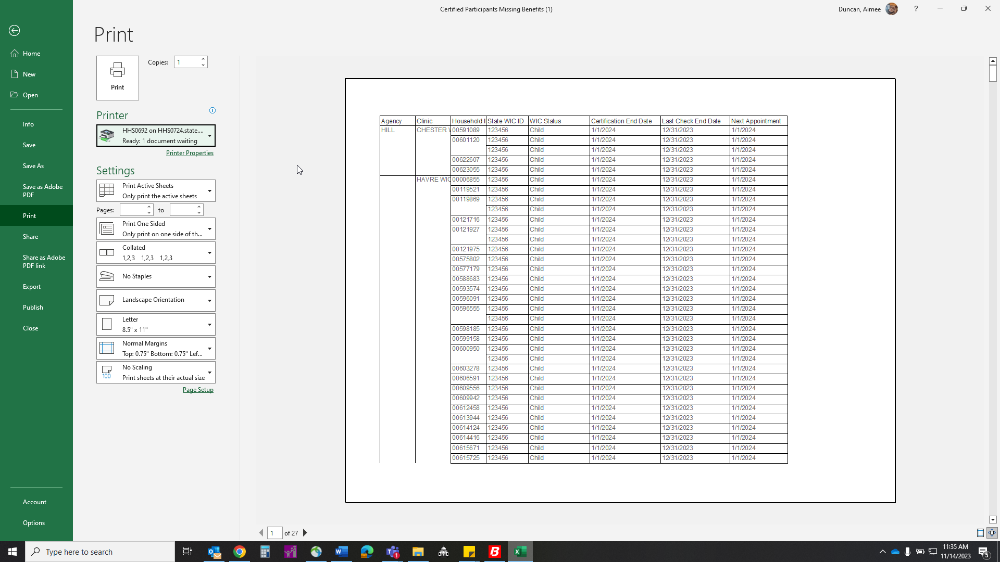 Certified Participants Missing Benefits (1)
Duncan, Aimee
?
Print
Home
New
Open
Info
Save
Save As
Save as Adobe
PDF
Print
Share
Share as Adobe
PDF link
Export
Publish
Close
Account
Options
Print
Copies: 1
Printer
HHS0692 on HHS0724.state....
Ready: 1 document waiting
Printer Properties
Settings
Print Active Sheets
Only print the active sheets
Pages: to
Print One Sided
Only print on one side of th...
Collated
1,2,3 1,2,3 1,2,3
No Staples
Landscape Orientation
Letter
8.5" x 11"
Normal Margins
Top: 0.75" Bottom: 0.75" Lef...
No Scaling
Print sheets at their actual size
100
Page Setup
Agency Clinic Household I State WIC ID WIC Status Certification End Date Last Check End Date Next Appointment
HILL CHESTER W 00591089 123456 Child 1/1/2024 12/31/2023 1/1/2024
00601120 123456 Child 1/1/2024 12/31/2023 1/1/2024
123456 Child 1/1/2024 12/31/2023 1/1/2024
00622607 123456 Child 1/1/2024 12/31/2023 1/1/2024
00623055 123456 Child 1/1/2024 12/31/2023 1/1/2024
HAVRE WIC 00006855 123456 Child 1/1/2024 12/31/2023 1/1/2024
00119521 123456 Child 1/1/2024 12/31/2023 1/1/2024
00119869 123456 Child 1/1/2024 12/31/2023 1/1/2024
123456 Child 1/1/2024 12/31/2023 1/1/2024
00121716 123456 Child 1/1/2024 12/31/2023 1/1/2024
00121927 123456 Child 1/1/2024 12/31/2023 1/1/2024
123456 Child 1/1/2024 12/31/2023 1/1/2024
00121975 123456 Child 1/1/2024 12/31/2023 1/1/2024
00575802 123456 Child 1/1/2024 12/31/2023 1/1/2024
00577179 123456 Child 1/1/2024 12/31/2023 1/1/2024
00588683 123456 Child 1/1/2024 12/31/2023 1/1/2024
00593574 123456 Child 1/1/2024 12/31/2023 1/1/2024
00596091 123456 Child 1/1/2024 12/31/2023 1/1/2024
00596555 123456 Child 1/1/2024 12/31/2023 1/1/2024
123456 Child 1/1/2024 12/31/2023 1/1/2024
00598185 123456 Child 1/1/2024 12/31/2023 1/1/2024
00599158 123456 Child 1/1/2024 12/31/2023 1/1/2024
00600950 123456 Child 1/1/2024 12/31/2023 1/1/2024
123456 Child 1/1/2024 12/31/2023 1/1/2024
00603278 123456 Child 1/1/2024 12/31/2023 1/1/2024
00606591 123456 Child 1/1/2024 12/31/2023 1/1/2024
00609556 123456 Child 1/1/2024 12/31/2023 1/1/2024
00609942 123456 Child 1/1/2024 12/31/2023 1/1/2024
00612458 123456 Child 1/1/2024 12/31/2023 1/1/2024
00613944 123456 Child 1/1/2024 12/31/2023 1/1/2024
00614124 123456 Child 1/1/2024 12/31/2023 1/1/2024
00614416 123456 Child 1/1/2024 12/31/2023 1/1/2024
00615671 123456 Child 1/1/2024 12/31/2023 1/1/2024
00615725 123456 Child 1/1/2024 12/31/2023 1/1/2024
1 of 27
Type here to search
11:35 AM
11/14/2023
5